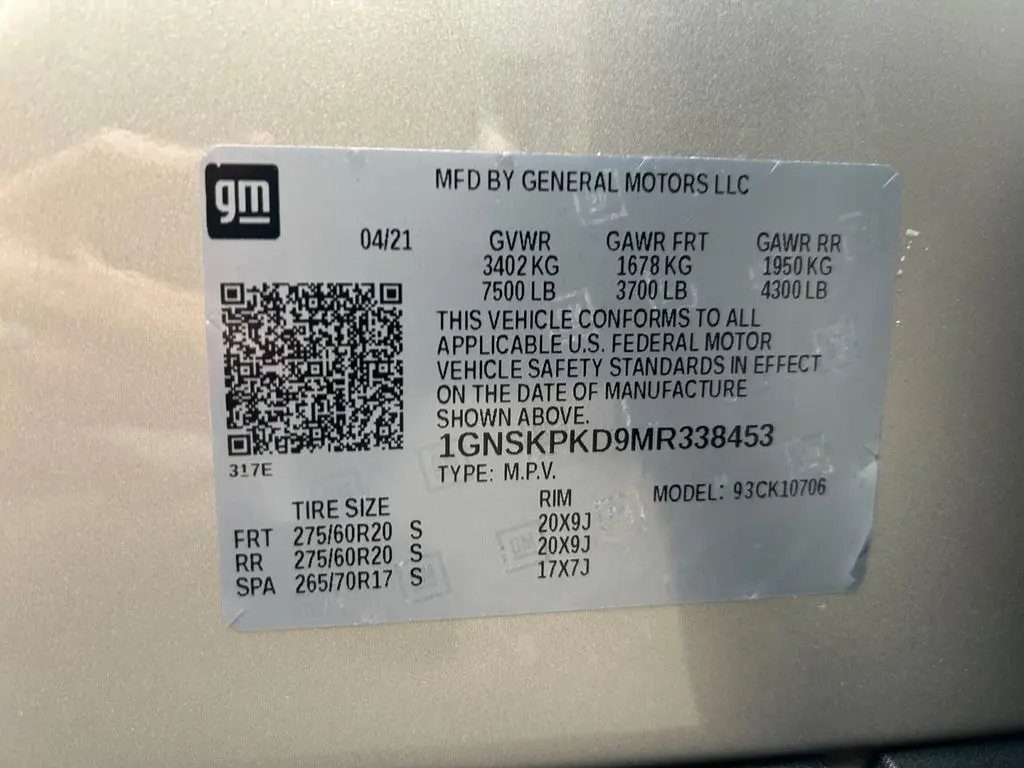 gm
MFD BY GENERAL MOTORS LLC
04/21 GVWR GAWR FRT GAWR RR
3402 KG 1678 KG 1950 KG
7500 LB 3700 LB 4300 LB
THIS VEHICLE CONFORMS TO ALL
APPLICABLE U.S. FEDERAL MOTOR
VEHICLE SAFETY STANDARDS IN EFFECT
ON THE DATE OF MANUFACTURE
SHOWN ABOVE.
1GNSKPKD9MR338453
317E
TYPE: M.P.V.
MODEL: 93CK10706
TIRE SIZE RIM
FRT 275/60R20 S 20X9J
RR 275/60R20 S 20X9J
SPA 265/70R17 S 17X7J